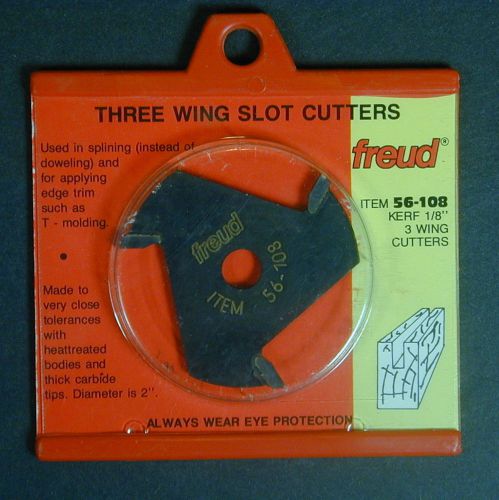 THREE WING SLOT CUTTERS
Used in splining (instead of
doweling) and
for applying
edge trim
such as
T - molding.
• Made to
very close
tolerances
with
heattreated
bodies and
thick carbide
tips. Diameter is 2".
freud
ITEM 56-108
freud®
ITEM 56-108
KERF 1/8"
3 WING
CUTTERS
ALWAYS WEAR EYE PROTECTION